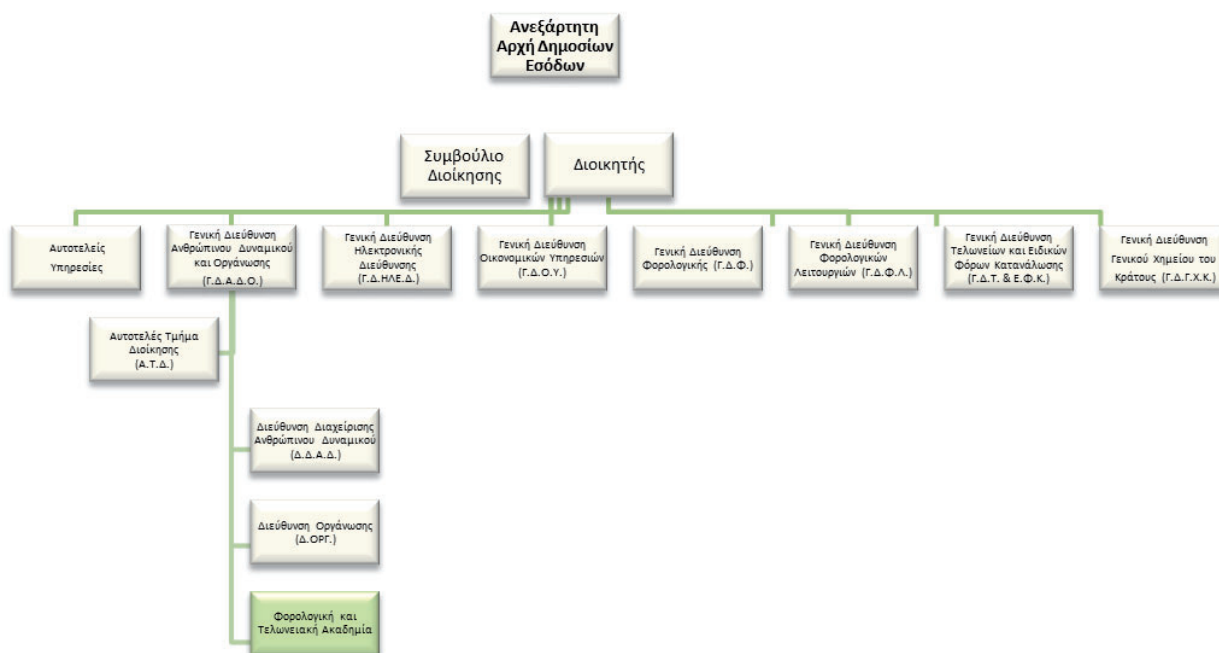 Ανεξάρτητη
Αρχή Δημοσίων
Εσόδων
Συμβούλιο
Διοίκησης
Διοικητής
Αυτοτελείς
Υπηρεσίες
Γενική Διεύθυνση
Ανθρώπινου Δυναμικού
και Οργάνωσης
(Γ.Δ.Α.Δ.Ο.)
Γενική Διεύθυνση
Ηλεκτρονικής
Διεύθυνσης
(Γ.Δ.ΗΛΕ.Δ.)
Γενική Διεύθυνση
Οικονομικών Υπηρεσιών
(Γ.Δ.Ο.Υ.)
Γενική Διεύθυνση
Φορολογικής (Γ.Δ.Φ.)
Γενική Διεύθυνση
Φορολογικών
Λειτουργιών (Γ.Δ.Φ.Λ.)
Γενική Διεύθυνση
Τελωνείων και Ειδικών
Φόρων Κατανάλωσης
(Γ.Δ.Τ. & Ε.Φ.Κ.)
Γενική Διεύθυνση
Γενικού Χημείου του
Κράτους (Γ.Δ.Γ.Χ.Κ.)
Αυτοτελές Τμήμα
Διοίκησης
(Α.Τ.Δ.)
Διεύθυνση Διαχείρισης
Ανθρώπινου Δυναμικού
(Δ.Δ.Α.Δ.)
Διεύθυνση Οργάνωσης
(Δ.ΟΡΓ.)
Φορολογική και
Τελωνειακή Ακαδημία